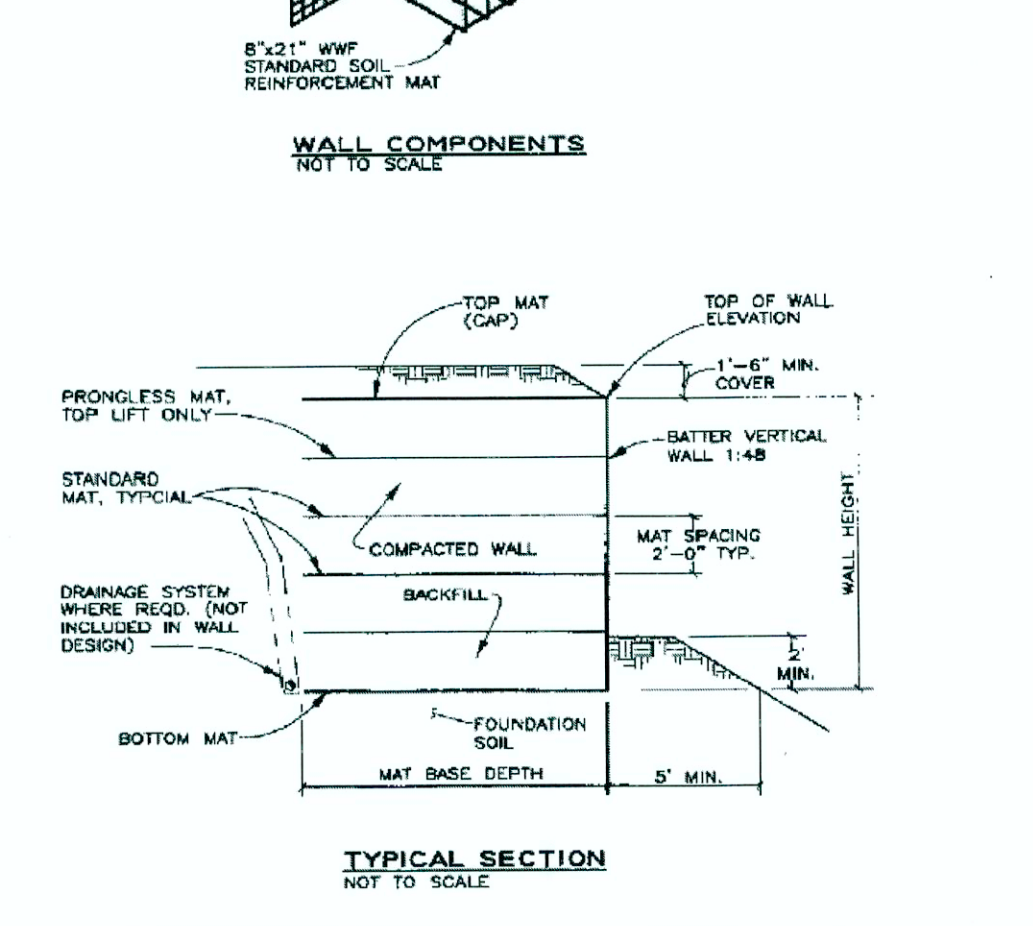 8"x21" WWF
STANDARD SOIL
REINFORCEMENT MAT
WALL COMPONENTS
NOT TO SCALE
TOP MAT
(CAP)
TOP OF WALL
ELEVATION
1'-6" MIN.
COVER
PRONGLESS MAT,
TOP LIFT ONLY
BATTER VERTICAL
WALL 1:48
STANDARD
MAT, TYPCIAL
COMPACTED WALL
MAT SPACING
2'-0" TYP.
WALL HEIGHT
DRAINAGE SYSTEM
WHERE REQD. (NOT
INCLUDED IN WALL
DESIGN)
BACKFILL
2'
MIN.
BOTTOM MAT
FOUNDATION
SOIL
MAT BASE DEPTH
5' MIN.
TYPICAL SECTION
NOT TO SCALE